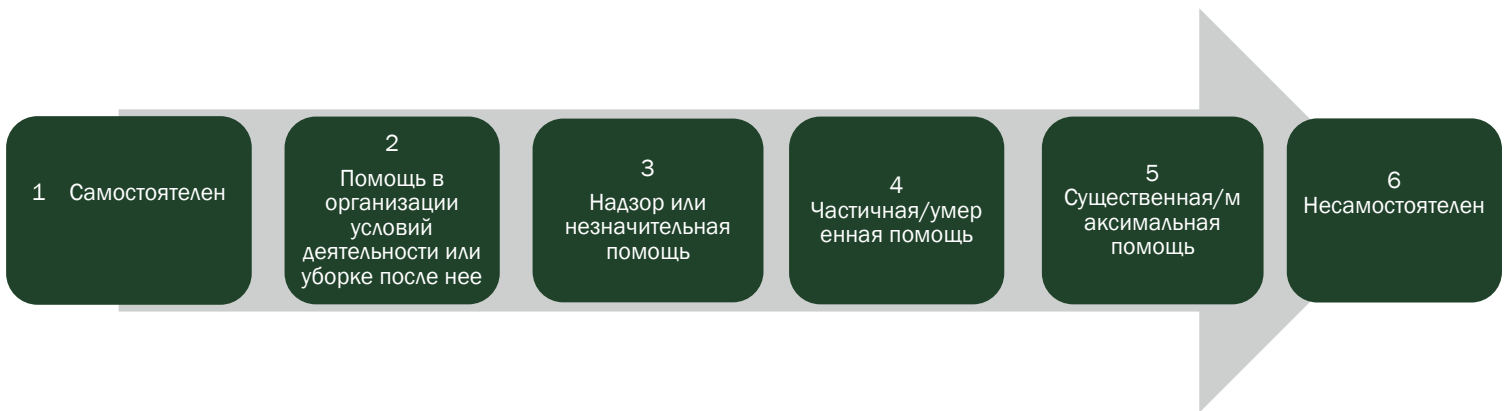 1 Самостоятелен
2
Помощь в
организации
условий
деятельности или
уборке после нее
3
Надзор или
незначительная
помощь
4
Частичная/умер
енная помощь
5
Существенная/м
аксимальная
помощь
6
Несамостоятелен